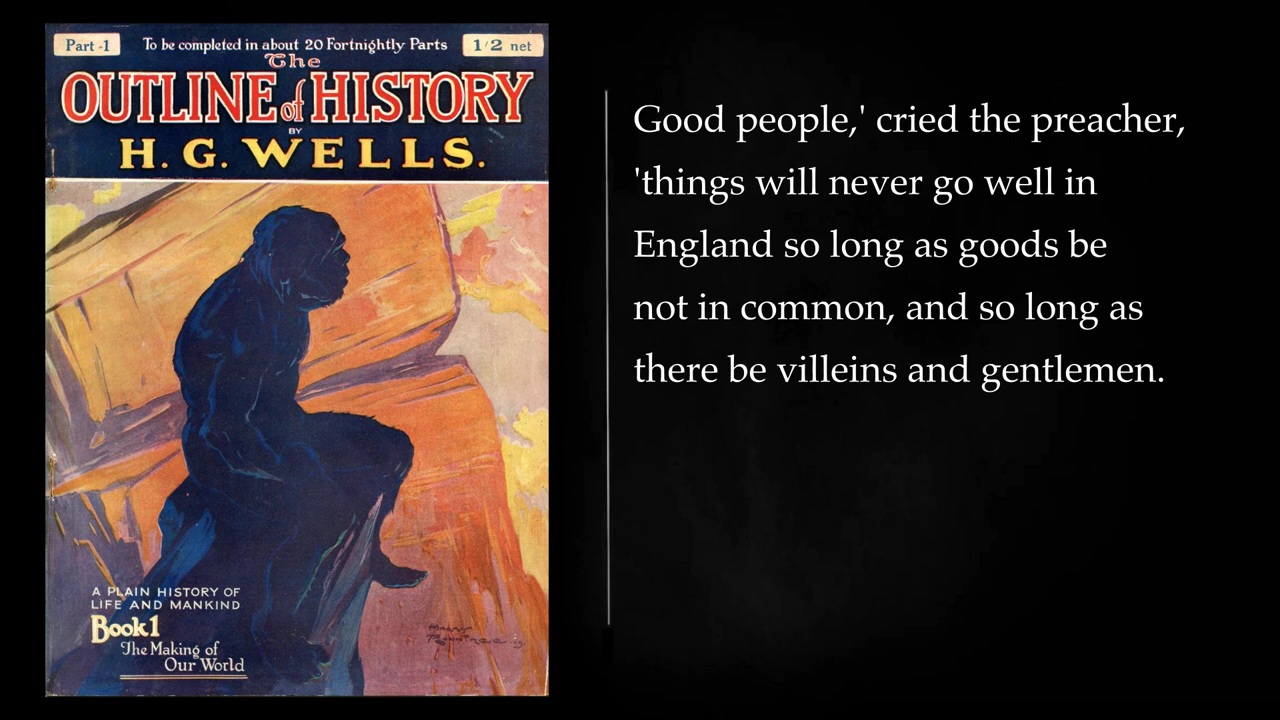 Part -1
To be completed in about 20 Fortnightly Parts
1/2 net
The
OUTLINE of HISTORY
BY
H. G. WELLS.
A PLAIN HISTORY OF
LIFE AND MANKIND
Book 1
The Making of
Our World
Good people,' cried the preacher,
'things will never go well in
England so long as goods be
not in common, and so long as
there be villeins and gentlemen.